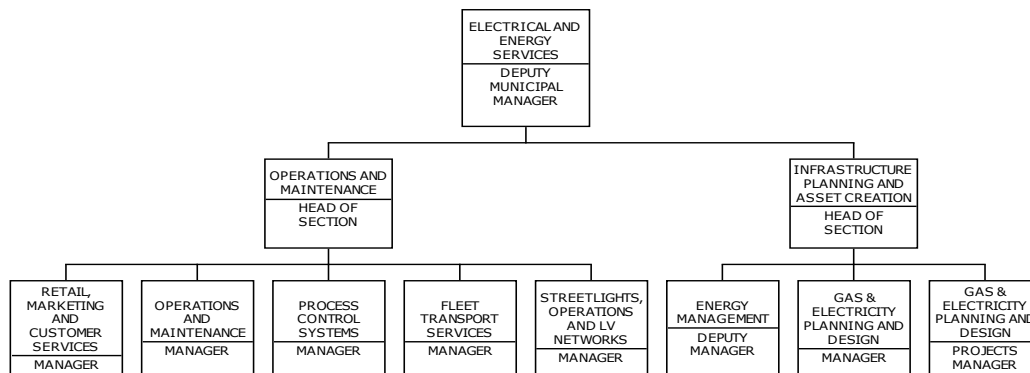 ELECTRICAL AND
ENERGY
SERVICES
DEPUTY
MUNICIPAL
MANAGER
OPERATIONS AND
MAINTENANCE
HEAD OF
SECTION
INFRASTRUCTURE
PLANNING AND
ASSET CREATION
HEAD OF
SECTION
RETAIL,
MARKETING
AND
CUSTOMER
SERVICES
MANAGER
OPERATIONS AND
MAINTENANCE
MANAGER
PROCESS
CONTROL
SYSTEMS
MANAGER
FLEET
TRANSPORT
SERVICES
MANAGER
STREETLIGHTS,
OPERATIONS
AND LV
NETWORKS
MANAGER
ENERGY
MANAGEMENT
DEPUTY
MANAGER
GAS &
ELECTRICITY
PLANNING AND
DESIGN
MANAGER
GAS &
ELECTRICITY
PLANNING AND
DESIGN
PROJECTS
MANAGER